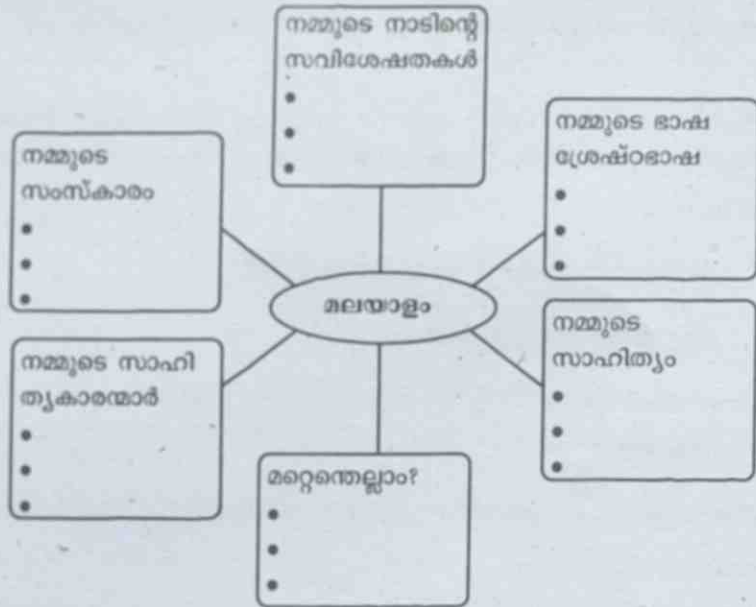 നമ്മുടെ നാടിന്റെ
സവിശേഷതകൾ
•
•
•
നമ്മുടെ
സംസ്കാരം
•
•
•
നമ്മുടെ ഭാഷ
ശ്രേഷ്ഠഭാഷ
•
•
•
മലയാളം
നമ്മുടെ സാഹി
ത്യകാരന്മാർ
•
•
•
നമ്മുടെ
സാഹിത്യം
•
•
•
മറ്റെന്തെല്ലാം?
•
•
•